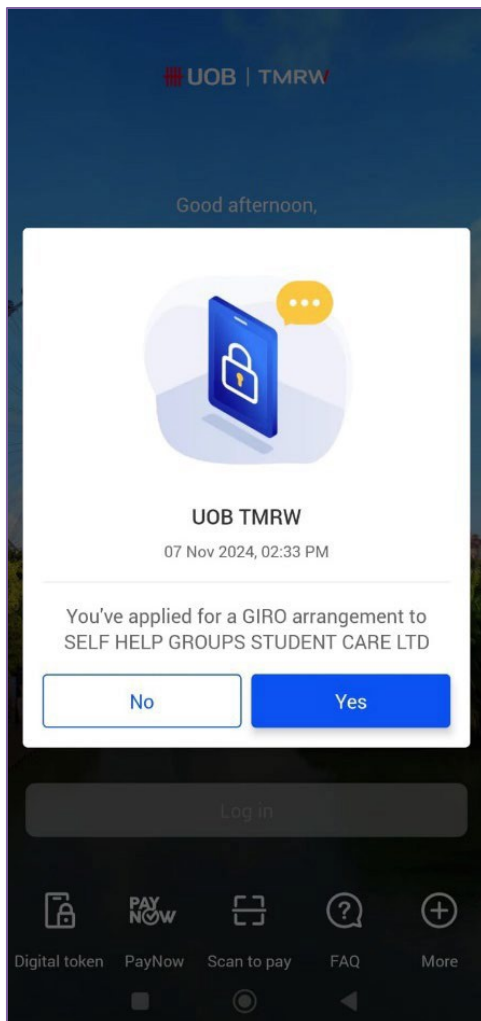 UOB | TMRW
Good afternoon,
UOB TMRW
07 Nov 2024, 02:33 PM
You've applied for a GIRO arrangement to
SELF HELP GROUPS STUDENT CARE LTD
No
Yes
Log in
PAY
NOW
Digital token
PayNow
Scan to pay
FAQ
More